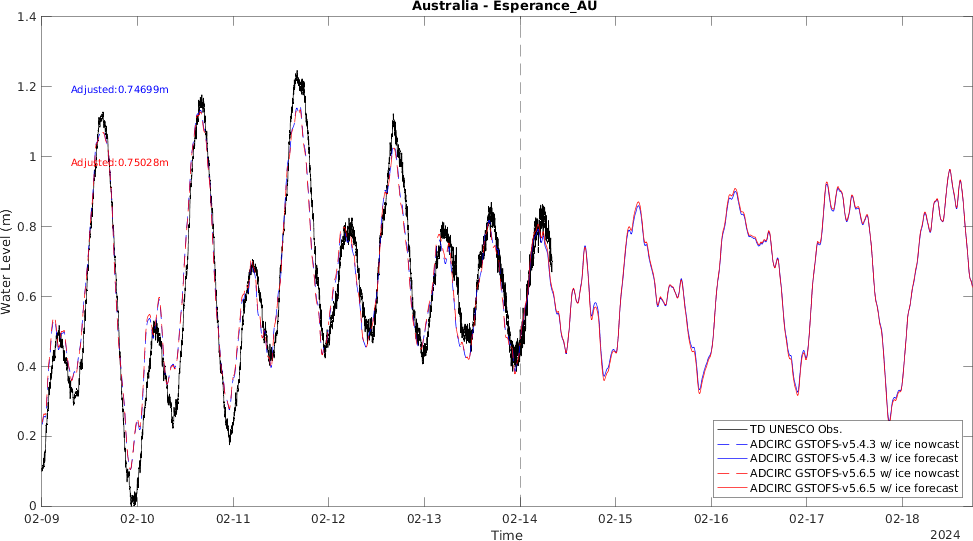 Australia - Esperance_AU
1.4
1.2
1
0.8
0.6
0.4
0.2
0
Water Level (m)
Adjusted:0.74699m
Adjusted:0.75028m
TD UNESCO Obs.
ADCIRC GSTOFS-v5.4.3 w/ ice nowcast
ADCIRC GSTOFS-v5.4.3 w/ ice forecast
ADCIRC GSTOFS-v5.6.5 w/ ice nowcast
ADCIRC GSTOFS-v5.6.5 w/ ice forecast
02-09 02-10 02-11 02-12 02-13 02-14 02-15 02-16 02-17 02-18
Time
2024